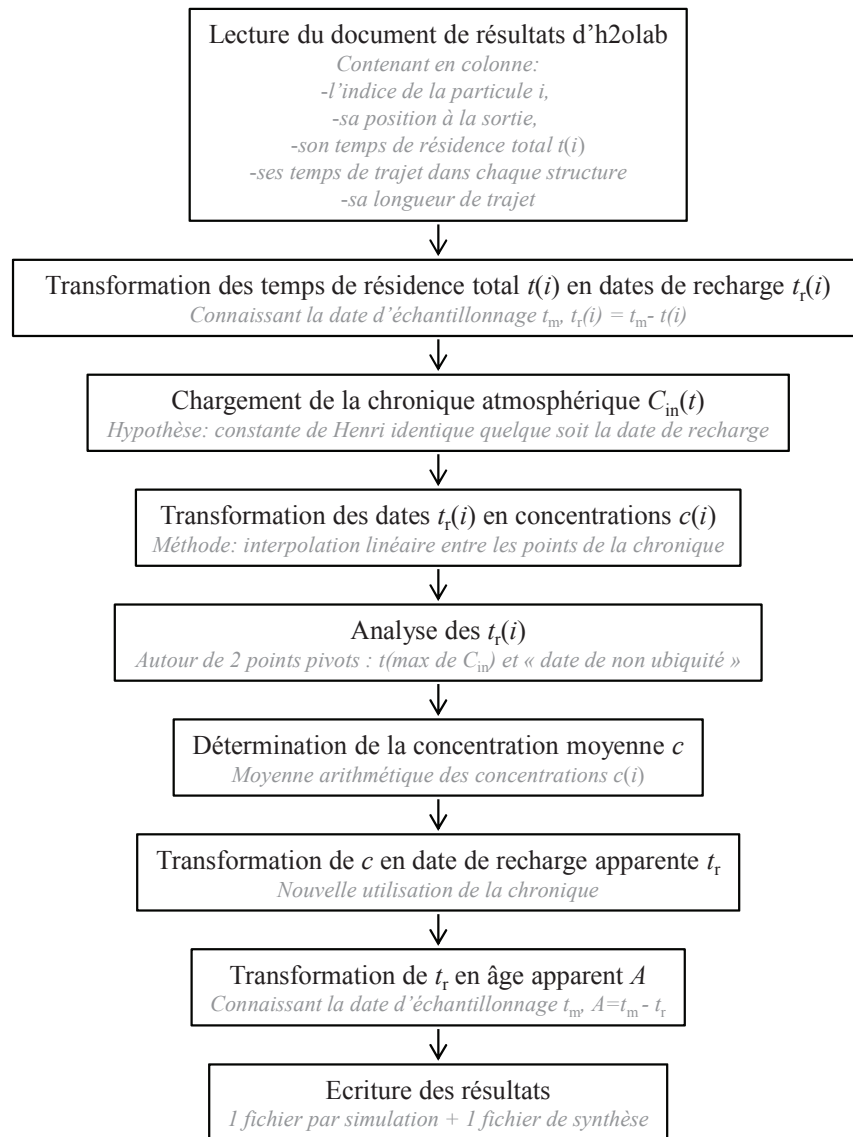 Lecture du document de résultats d’h2olab
Contenant en colonne:
-l’indice de la particule i,
-sa position à la sortie,
-son temps de résidence total t(i)
-ses temps de trajet dans chaque structure
-sa longueur de trajet
Transformation des temps de résidence total t(i) en dates de recharge tr(i)
Connaissant la date d’échantillonnage tm, tr(i) = tm- t(i)
Chargement de la chronique atmosphérique Cin(t)
Hypothèse: constante de Henri identique quelque soit la date de recharge
Transformation des dates tr(i) en concentrations c(i)
Méthode: interpolation linéaire entre les points de la chronique
Analyse des tr(i)
Autour de 2 points pivots : t(max de Cin) et « date de non ubiquité »
Détermination de la concentration moyenne c
Moyenne arithmétique des concentrations c(i)
Transformation de c en date de recharge apparente tr
Nouvelle utilisation de la chronique
Transformation de tr en âge apparent A
Connaissant la date d’échantillonnage tm, A=tm- tr
Ecriture des résultats
1 fichier par simulation + 1 fichier de synthèse